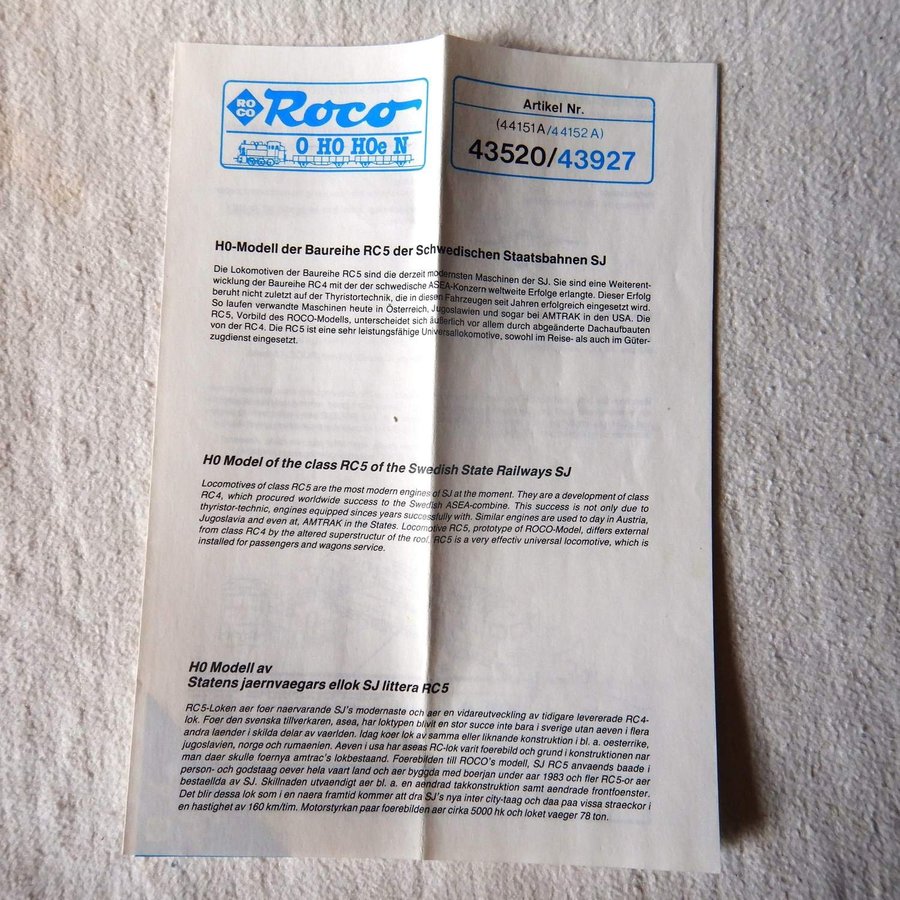 RO
CO
Roco
O HO HOe N
Artikel Nr.
(44151A/44152A)
43520/43927
H0-Modell der Baureihe RC5 der Schwedischen Staatsbahnen SJ
Die Lokomotiven der Baureihe RC5 sind die derzeit modernsten Maschinen der SJ. Sie sind eine Weiterent-
wicklung der Baureihe RC4 mit der der schwedische ASEA-Konzern weltweite Erfolge erlangte. Dieser Erfolg
beruht nicht zuletzt auf der Thyristortechnik, die in diesen Fahrzeugen seit Jahren erfolgreich eingesetzt wird.
So laufen verwandte Maschinen heute in Österreich, Jugoslawien und sogar bei AMTRAK in den USA. Die
RC5, Vorbild des ROCO-Modells, unterscheidet sich äußerlich vor allem durch abgeänderte Dachaufbauten
von der RC4. Die RC5 ist eine sehr leistungsfähige Universallokomotive, sowohl im Reise- als auch im Güter-
zugdienst eingesetzt.
H0 Model of the class RC5 of the Swedish State Railways SJ
Locomotives of class RC5 are the most modern engines of SJ at the moment. They are a development of class
RC4, which procured worldwide success to the Swedish ASEA-combine. This success is not only due to
thyristor-technic, engines equipped sinces years successfully with. Similar engines are used to day in Austria,
Jugoslavia and even at, AMTRAK in the States. Locomotive RC5, prototype of ROCO-Model, differs external
from class RC4 by the altered superstructur of the roof. RC5 is a very effectiv universal locomotive, which is
installed for passengers and wagons service.
H0 Modell av
Statens jaernvaegars ellok SJ littera RC5
RC5-Loken aer foer naervarande SJ's modernaste och aer en vidareutveckling av tidigare levererade RC4-
lok. Foer den svenska tillverkaren, asea, har loktypen blivit en stor succe inte bara i sverige utan aeven i flera
andra laender i skilda delar av vaerlden. Idag koer lok av samma eller liknande konstruktion i bl. a. oesterrike,
jugoslavien, norge och rumaenien. Aeven i usa har aseas RC-lok varit foerebild och grund i konstruktionen nar
man daer skulle foernya amtrac's lokbestaand. Foerebilden till ROCO's modell, SJ RC5 anvaends baade i
person- och godstaag oever hela vaart land och aer byggda med boerjan under aar 1983 och fler RC5-or aer
bestaellda av SJ. Skillnaden utvaendigt aer bl. a. en aendrad takkonstruktion samt aendrade frontfoenster.
Det blir dessa lok som i en naera framtid kommer att dra SJ's nya inter city-taag och daa paa vissa straeckor i
en hastighet av 160 km/tim. Motorstyrkan paar foerebilden aer cirka 5000 hk och loket vaeger 78 ton.